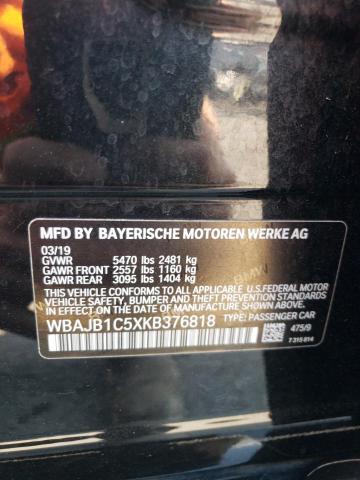 MFD BY BAYERISCHE MOTOREN WERKE AG
03/19
GVWR 5470 lbs 2481 kg
GAWR FRONT 2557 lbs 1160 kg
GAWR REAR 3095 lbs 1404 kg
THIS VEHICLE CONFORMS TO ALL APPLICABLE U.S. FEDERAL MOTOR
VEHICLE SAFETY, BUMPER AND THEFT PREVENTION STANDARDS IN
EFFECT ON THE DATE OF MANUFACTURE SHOWN ABOVE.
WBAJB1C5XKB376818 TYPE: PASSENGER CAR
475/9
7 315 814